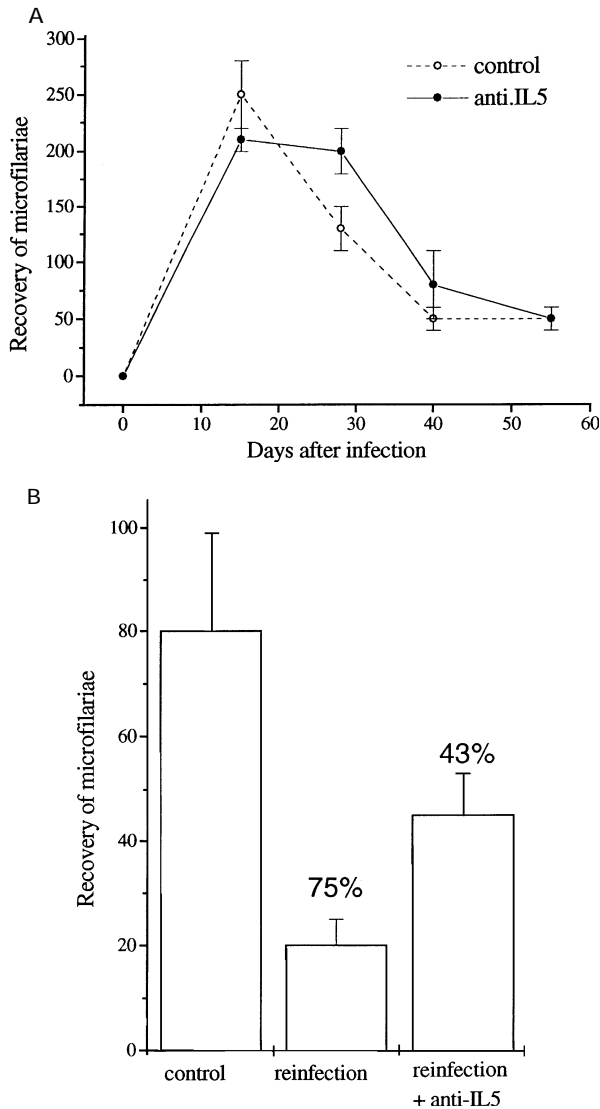 A
300
250
200
150
100
50
0
Recovery of microfilariae
control
anti.IL5
0 10 20 30 40 50 60
Days after infection
B
100
80
60
40
20
0
Recovery of microfilariae
75%
43%
control
reinfection
reinfection
+ anti-IL5